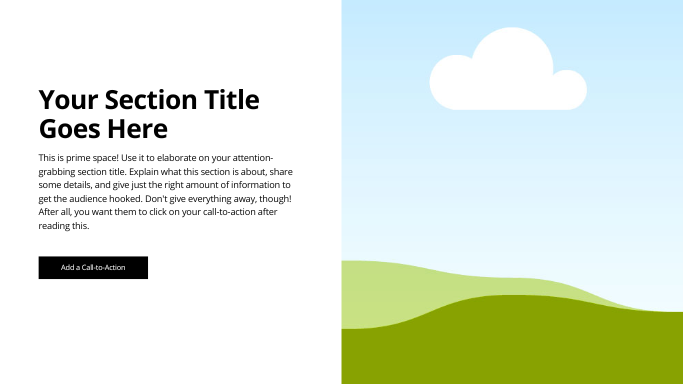 Your Section Title
Goes Here
This is prime space! Use it to elaborate on your attention-
grabbing section title. Explain what this section is about, share
some details, and give just the right amount of information to
get the audience hooked. Don't give everything away, though!
After all, you want them to click on your call-to-action after
reading this.
Add a Call-to-Action